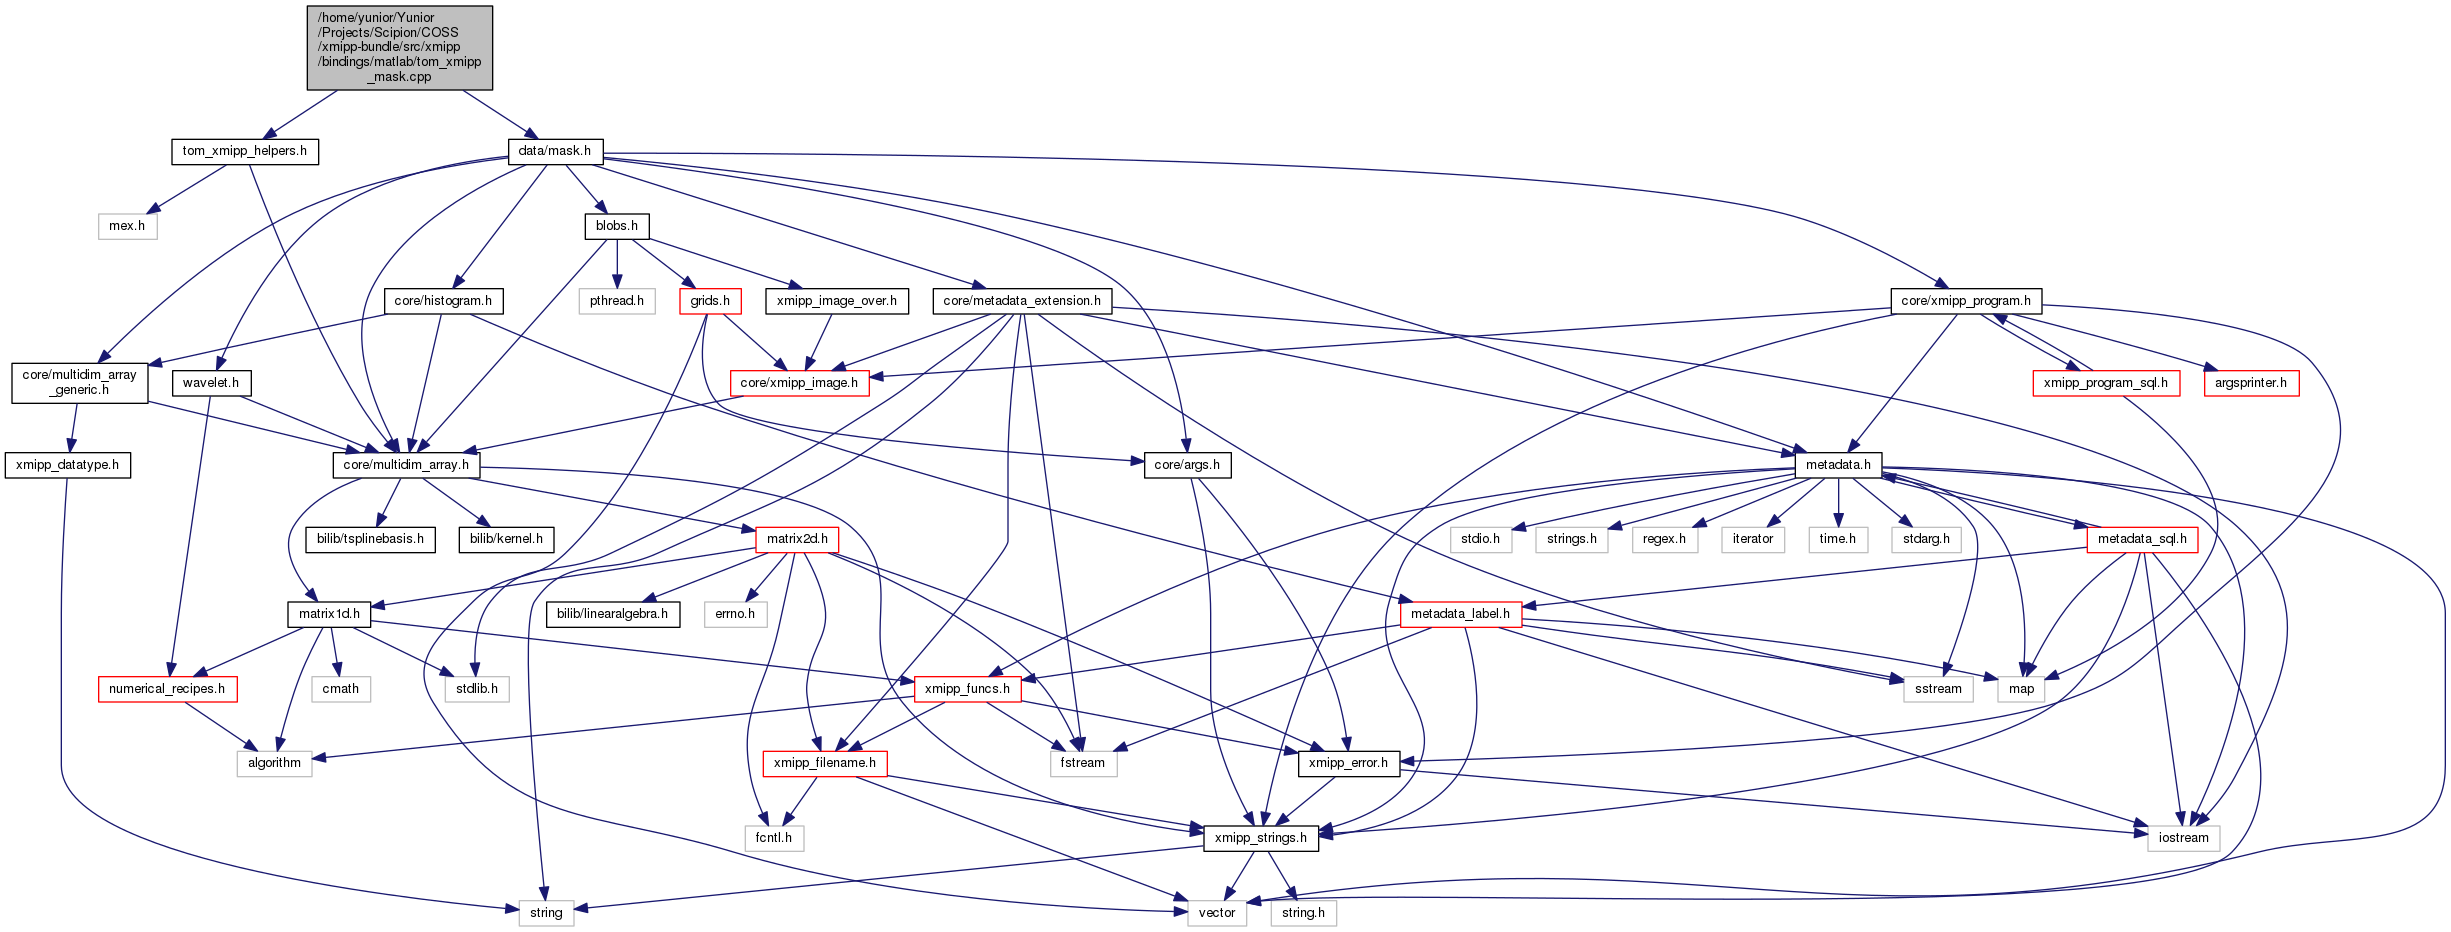 /home/yunior/Yunior
/Projects/Scipion/COSS
/xmipp-bundle/src/xmipp
/bindings/matlab/tom_xmipp
_mask.cpp
tom_xmipp_helpers.h
data/mask.h
mex.h
blobs.h
core/histogram.h
pthread.h
grids.h
xmipp_image_over.h
core/metadata_extension.h
core/xmipp_program.h
core/multidim_array
_generic.h
wavelet.h
core/xmipp_image.h
xmipp_program_sql.h
argsprinter.h
xmipp_datatype.h
core/multidim_array.h
core/args.h
metadata.h
bilib/tsplinebasis.h
bilib/kernel.h
matrix2d.h
stdio.h
strings.h
regex.h
iterator
time.h
stdarg.h
metadata_sql.h
matrix1d.h
bilib/linearalgebra.h
errno.h
metadata_label.h
numerical_recipes.h
cmath
stdlib.h
xmipp_funcs.h
sstream
map
algorithm
xmipp_filename.h
fstream
xmipp_error.h
fcntl.h
xmipp_strings.h
iostream
string
vector
string.h